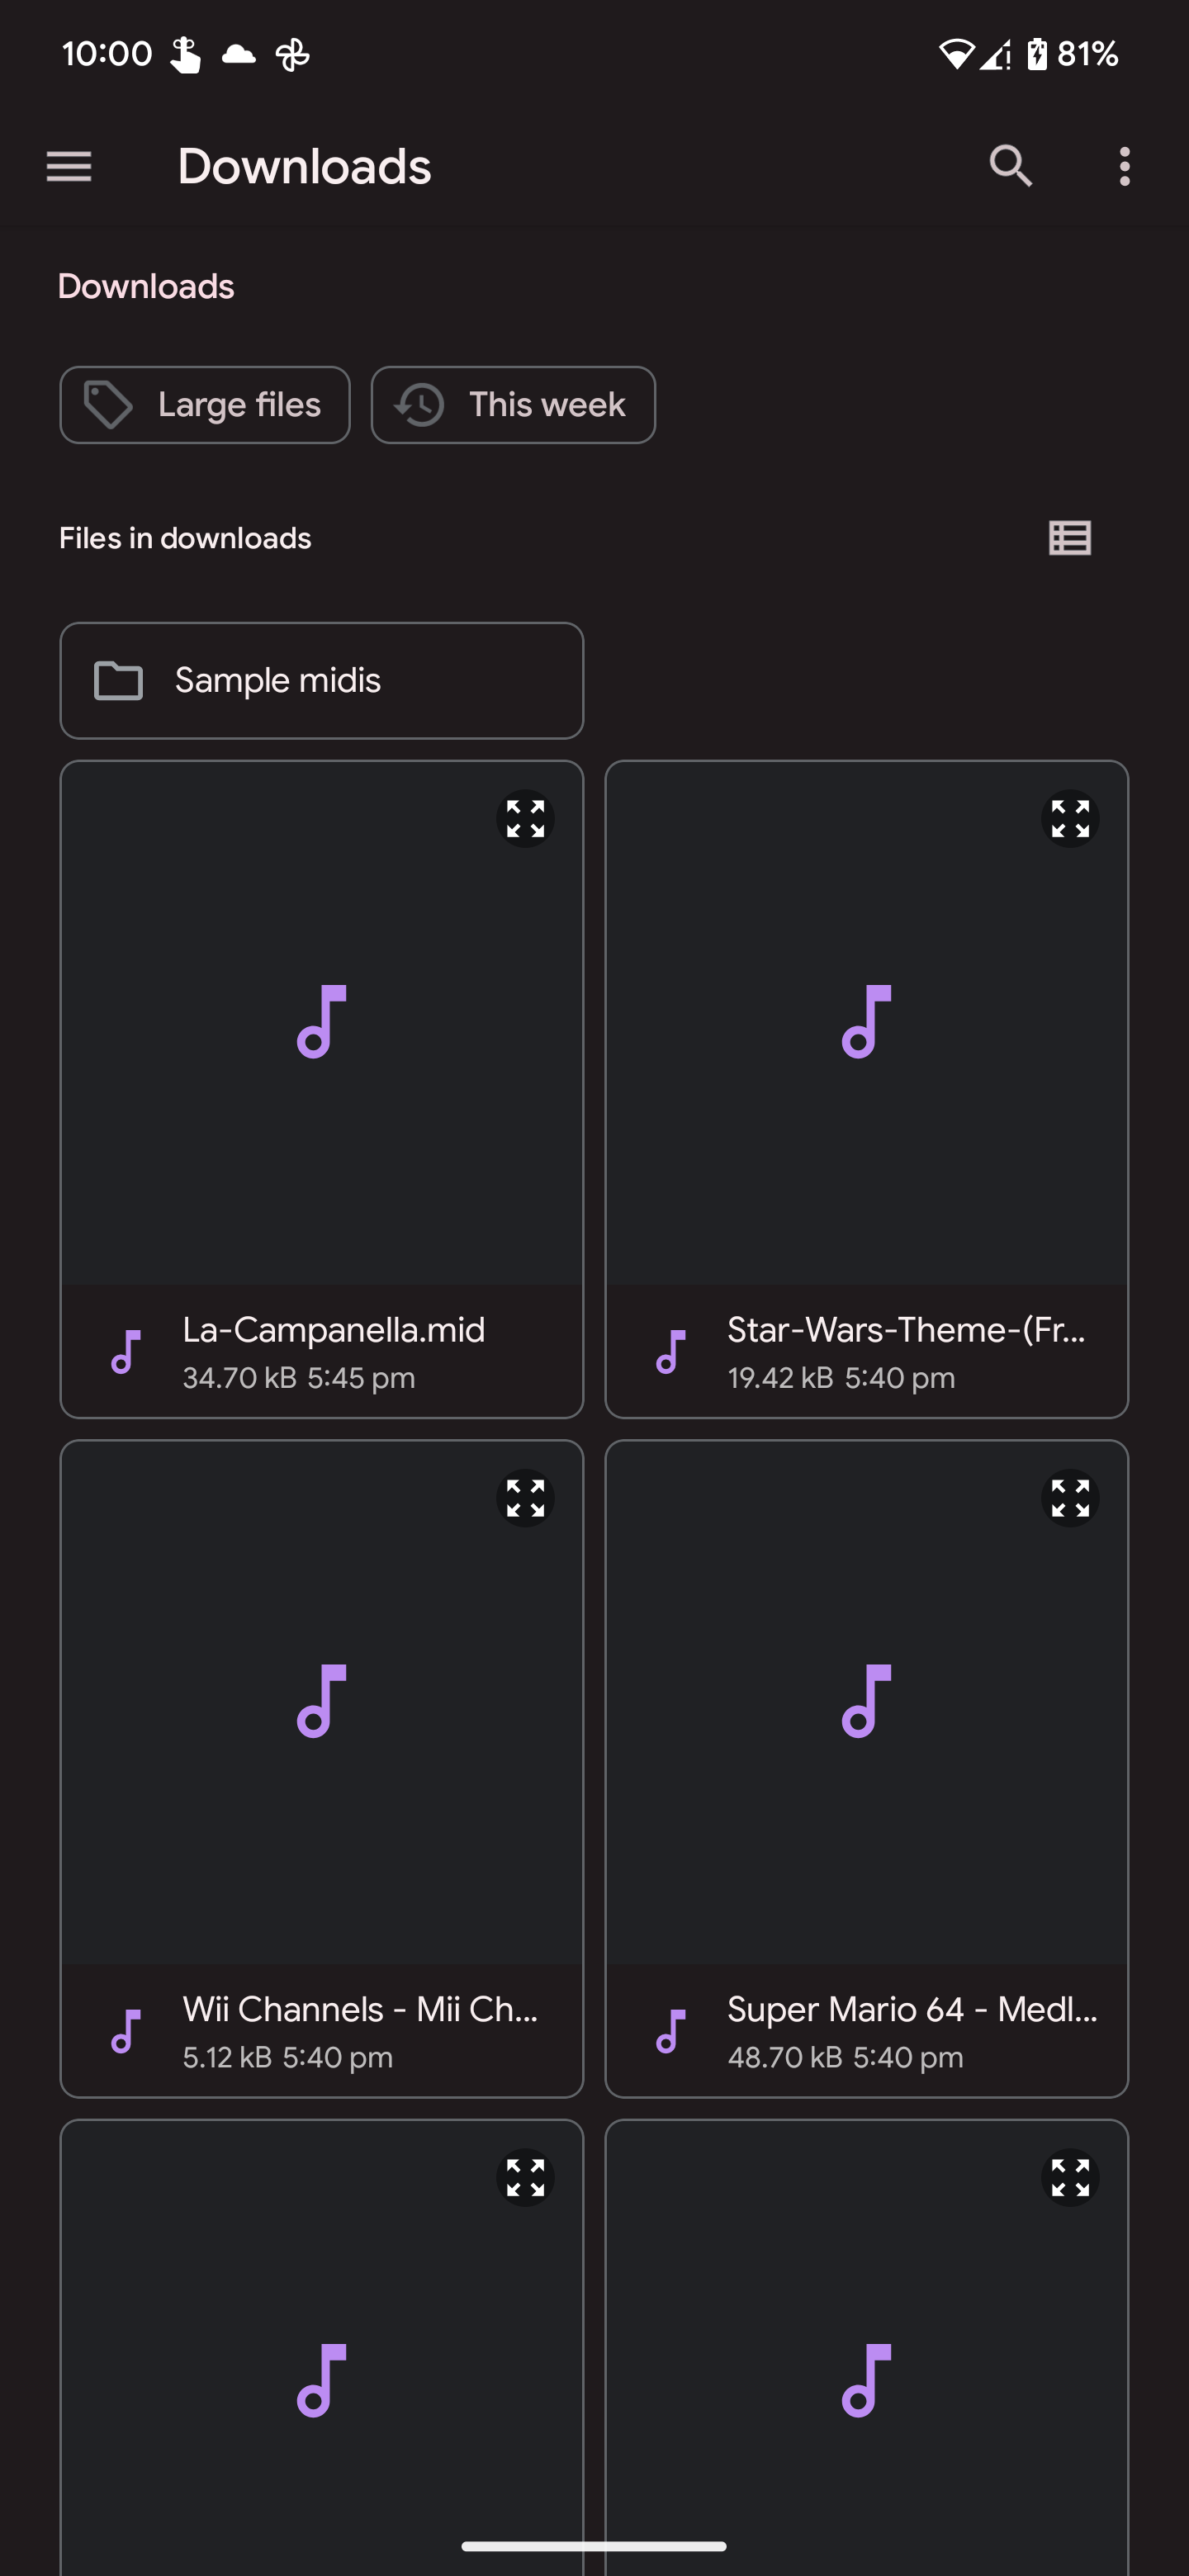 10:00
81%
Downloads
Downloads
Large files
This week
Files in downloads
Sample midis
La-Campanella.mid
34.70 kB 5:45 pm
Star-Wars-Theme-(Fr...
19.42 kB 5:40 pm
Wii Channels - Mii Ch...
5.12 kB 5:40 pm
Super Mario 64 - Medl...
48.70 kB 5:40 pm